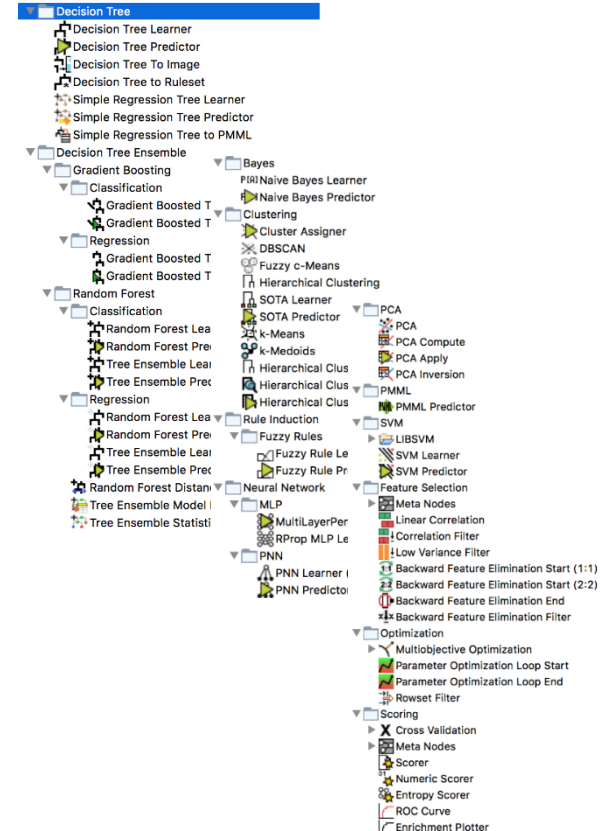 Decision Tree
Decision Tree Learner
Decision Tree Predictor
Decision Tree To Image
Decision Tree to Ruleset
Simple Regression Tree Learner
Simple Regression Tree Predictor
Simple Regression Tree to PMML
Decision Tree Ensemble
Gradient Boosting
Classification
Gradient Boosted T
Gradient Boosted T
Regression
Gradient Boosted T
Gradient Boosted T
Random Forest
Classification
Random Forest Lea
Random Forest Pre
Tree Ensemble Lear
Tree Ensemble Pred
Regression
Random Forest Lea
Random Forest Pre
Tree Ensemble Lear
Tree Ensemble Pred
Random Forest Distan
Tree Ensemble Model
Tree Ensemble Statisti
Bayes
Naive Bayes Learner
Naive Bayes Predictor
Clustering
Cluster Assigner
DBSCAN
Fuzzy c-Means
Hierarchical Clustering
SOTA Learner
SOTA Predictor
k-Means
k-Medoids
Hierarchical Clus
Hierarchical Clus
Hierarchical Clus
Rule Induction
Fuzzy Rules
Fuzzy Rule Le
Fuzzy Rule Pr
Neural Network
MLP
MultiLayerPer
RProp MLP Le
PNN
PNN Learner (
PNN Predicto
PCA
PCA
PCA Compute
PCA Apply
PCA Inversion
PMML
PMML Predictor
SVM
LIBSVM
SVM Learner
SVM Predictor
Feature Selection
Meta Nodes
Linear Correlation
Correlation Filter
Low Variance Filter
1:1 Backward Feature Elimination Start (1:1)
2:2 Backward Feature Elimination Start (2:2)
Backward Feature Elimination End
Backward Feature Elimination Filter
Optimization
Multiobjective Optimization
Parameter Optimization Loop Start
Parameter Optimization Loop End
Rowset Filter
Scoring
X Cross Validation
Meta Nodes
Scorer
Numeric Scorer
Entropy Scorer
ROC Curve
Enrichment Plotter